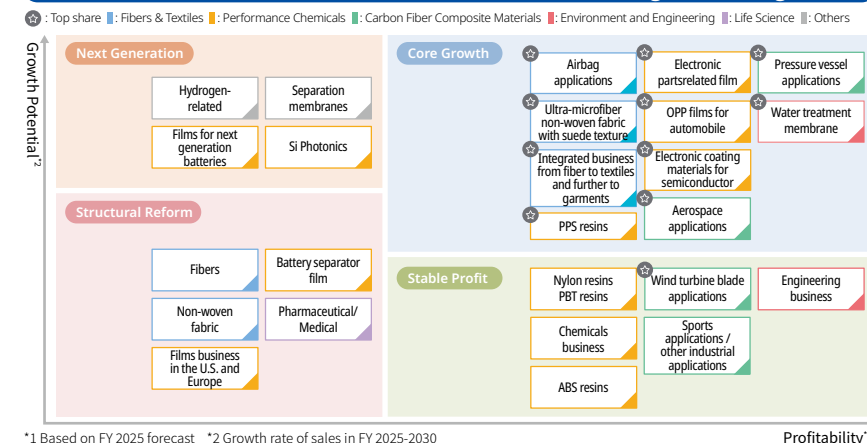 : Top share : Fibers & Textiles : Performance Chemicals : Carbon Fiber Composite Materials : Environment and Engineering : Life Science : Others
Growth Potential*2
Next Generation
Hydrogen-
related
Separation
membranes
Films for next
generation
batteries
Si Photonics
Core Growth
Airbag
applications
Electronic
partsrelated film
Pressure vessel
applications
Ultra-microfiber
non-woven fabric
with suede texture
OPP films for
automobile
Water treatment
membrane
Integrated business
from fiber to textiles
and further to
garments
Electronic coating
materials for
semiconductor
PPS resins
Aerospace
applications
Structural Reform
Fibers
Battery separator
film
Non-woven
fabric
Pharmaceutical/
Medical
Films business
in the U.S. and
Europe
Stable Profit
Nylon resins
PBT resins
Wind turbine blade
applications
Engineering
business
Chemicals
business
Sports
applications /
other industrial
applications
ABS resins
*1 Based on FY 2025 forecast *2 Growth rate of sales in FY 2025-2030
Profitability